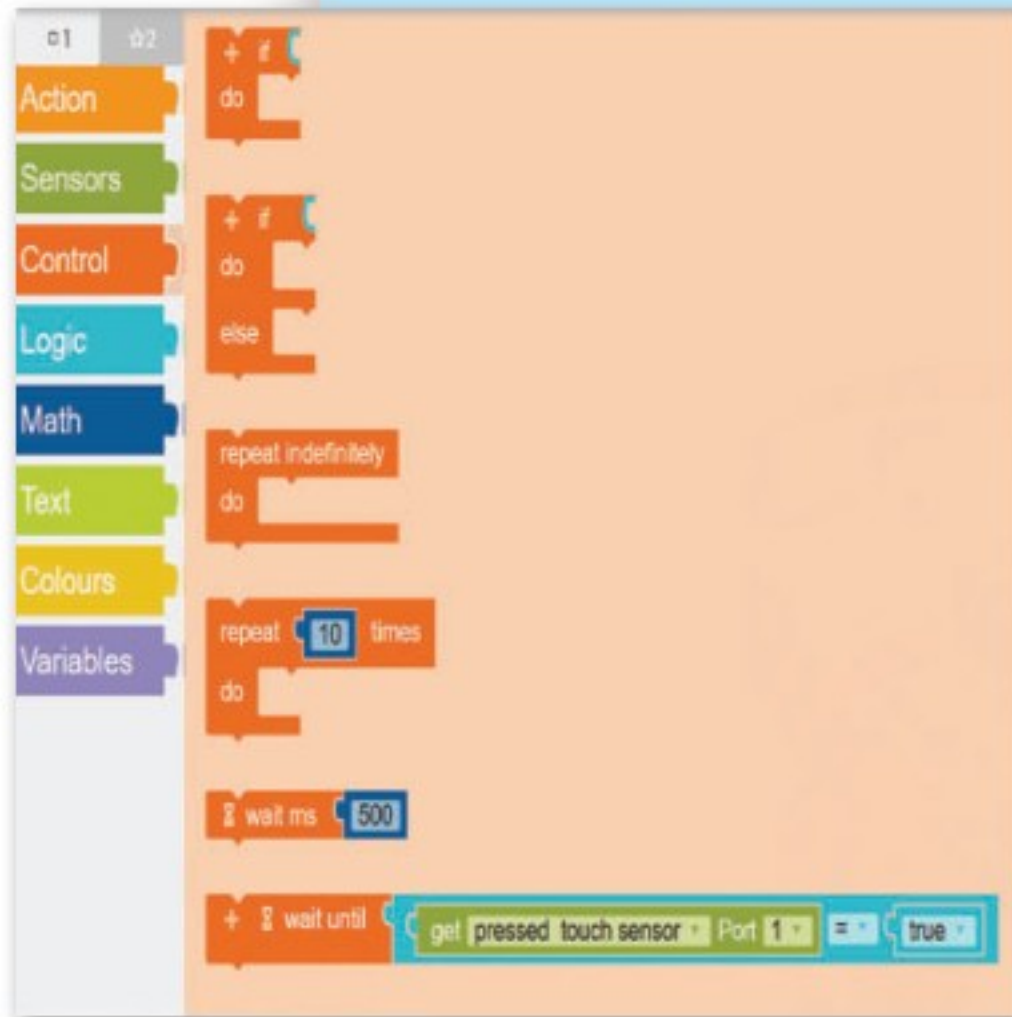 1 2
Action
Sensors
Control
Logic
Math
Text
Colours
Variables
+ if
do
+ if
do
else
repeat indefinitely
do
repeat 10 times
do
wait ms 500
+ wait until get pressed touch sensor Port 1 = true